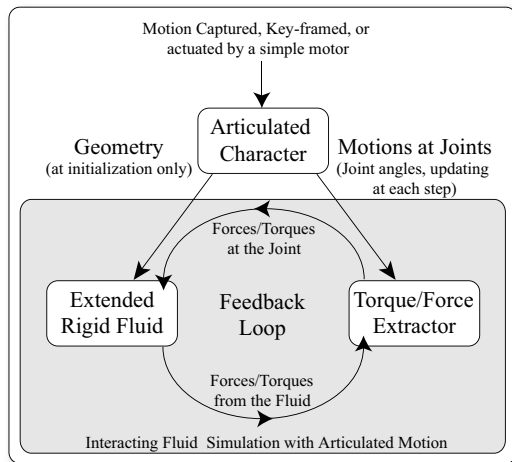 Motion Captured, Key-framed, or
actuated by a simple motor
Articulated
Character
Geometry
(at initialization only)
Motions at Joints
(Joint angles, updating
at each step)
Forces/Torques
at the Joint
Extended
Rigid Fluid
Feedback
Loop
Torque/Force
Extractor
Forces/Torques
from the Fluid
Interacting Fluid Simulation with Articulated Motion